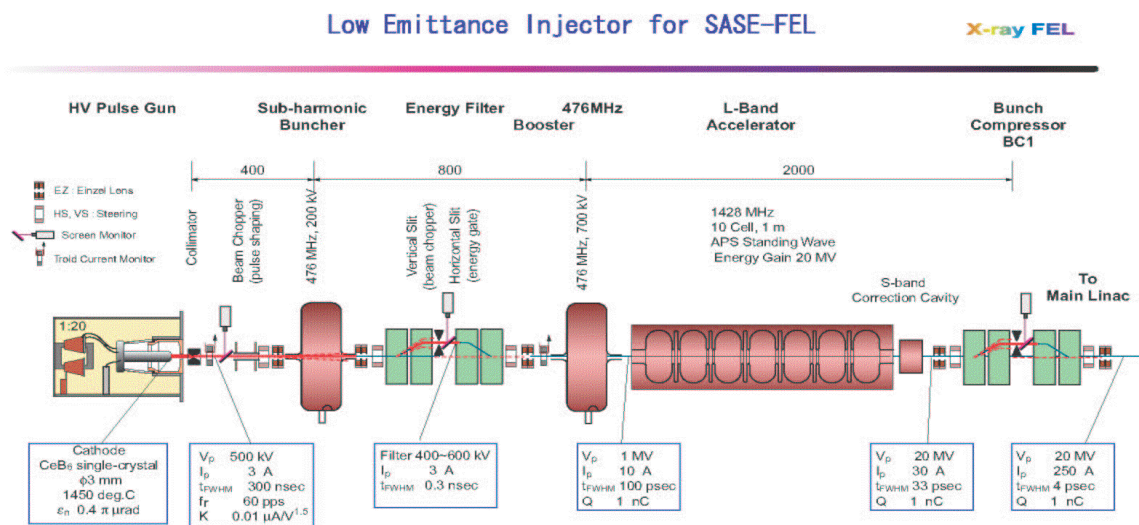 Low Emittance Injector for SASE-FEL
X-ray FEL
HV Pulse Gun
Sub-harmonic
Buncher
Energy Filter
Booster
476MHz
L-Band
Accelerator
Bunch
Compressor
BC1
400
800
2000
EZ : Einzel Lens
HS, VS : Steering
Screen Monitor
Troid Current Monitor
Collimator
Beam Chopper
(pulse shaping)
476 MHz, 200 kV
Vertical Slit
(beam chopper)
Horizontal Slit
(energy gate)
476 MHz, 700 kV
1428 MHz
10 Cell, 1 m
APS Standing Wave
Energy Gain 20 MV
S-band
Correction Cavity
To
Main Linac
1:20
Cathode
CeB6 single-crystal
ϕ3 mm
1450 deg.C
εn 0.4 π μrad
Vp 500 kV
Ip 3 A
tFWHM 300 nsec
fr 60 pps
K 0.01 μA/V1.5
Filter 400~600 kV
Ip 3 A
tFWHM 0.3 nsec
Vp 1 MV
Ip 10 A
tFWHM 100 psec
Q 1 nC
Vp 20 MV
Ip 30 A
tFWHM 33 psec
Q 1 nC
Vp 20 MV
Ip 250 A
tFWHM 4 psec
Q 1 nC